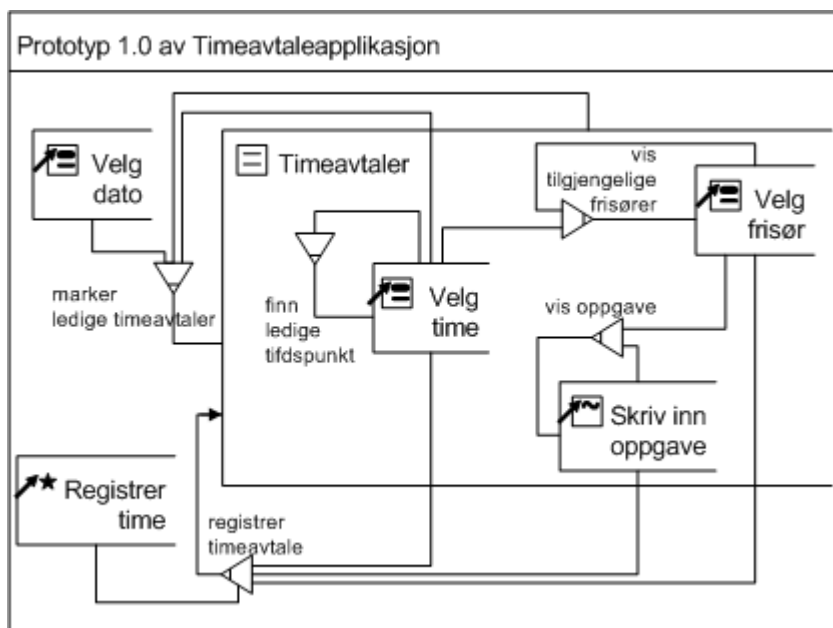 Prototyp 1.0 av Timeavtaleapplikasjon
Velg
dato
Timeavtaler
vis
tilgjengelige
frisører
Velg
frisør
marker
ledige timeavtaler
finn
ledige
tifdspunkt
Velg
time
vis oppgave
Skriv inn
oppgave
Registrer
time
registrer
timeavtale